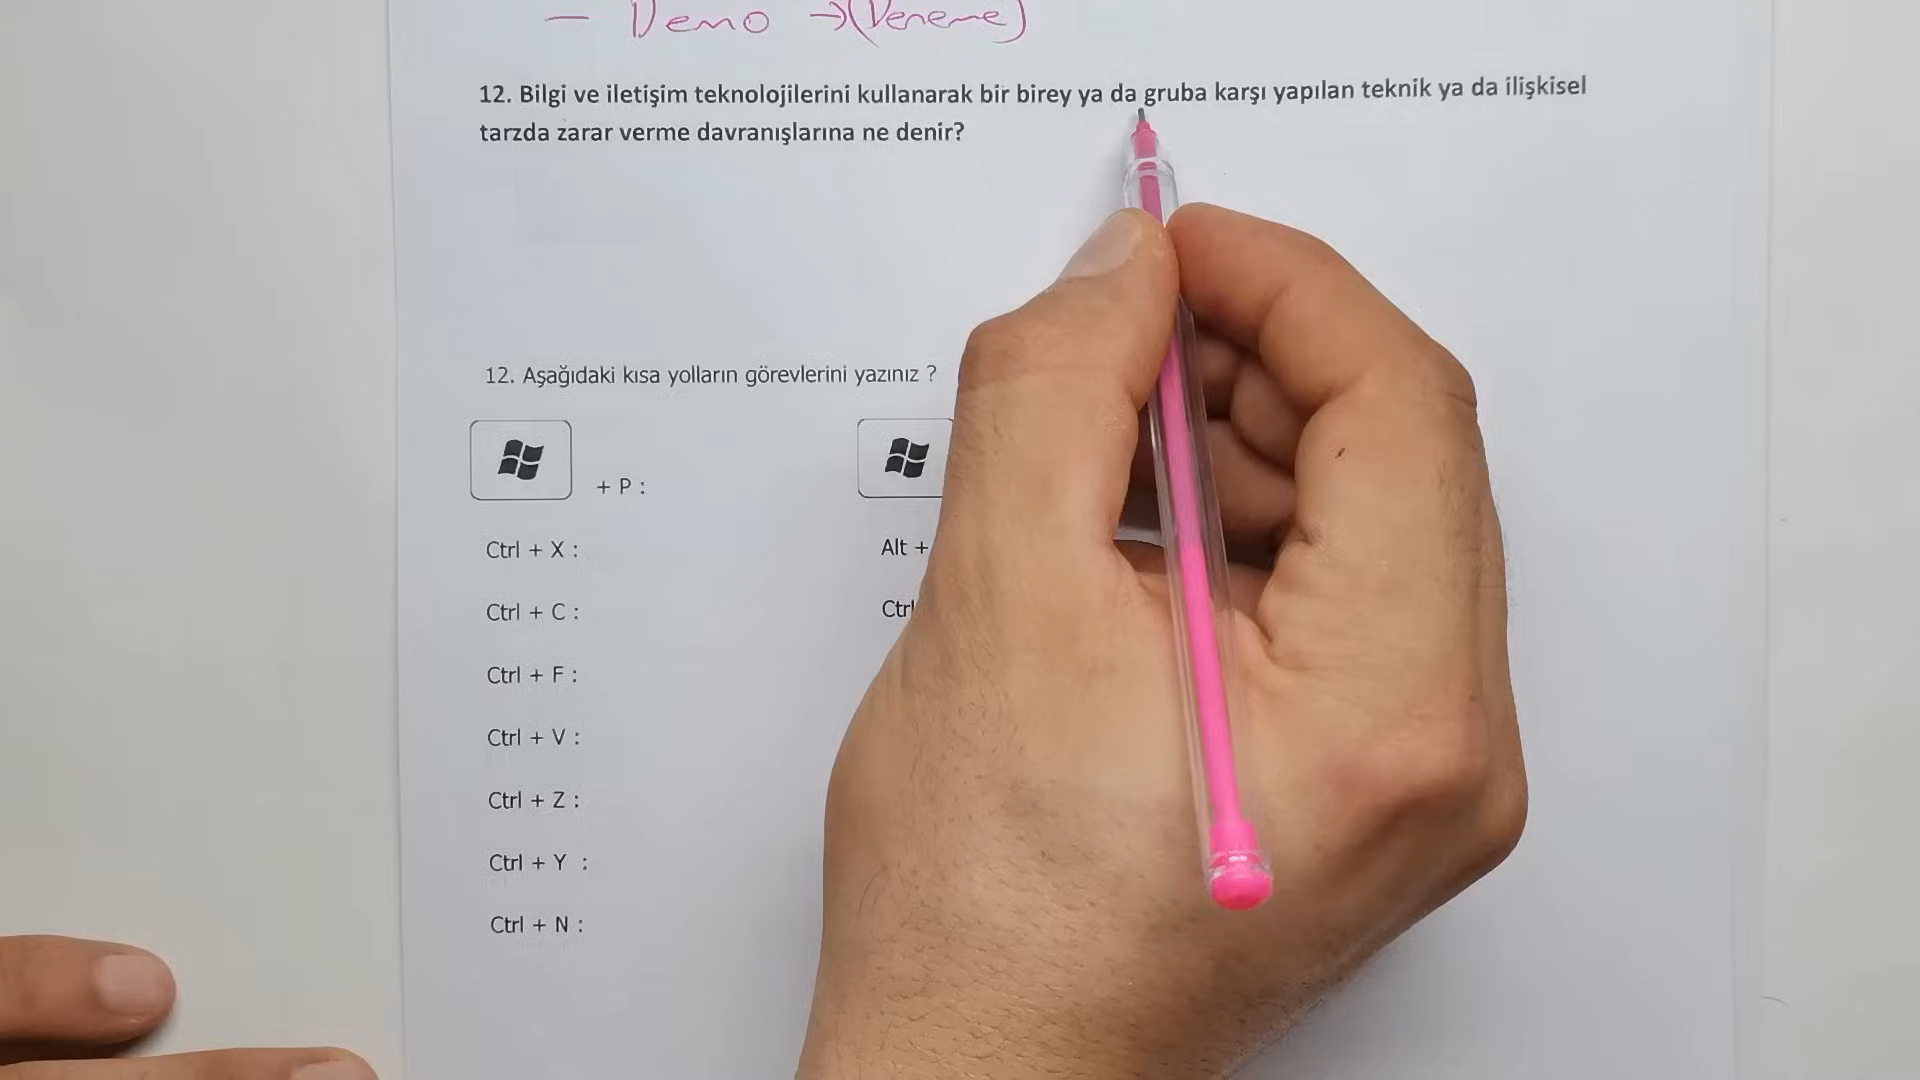 — Demo →(Deneme)
12. Bilgi ve iletişim teknolojilerini kullanarak bir birey ya da gruba karşı yapılan teknik ya da ilişkisel
tarzda zarar verme davranışlarına ne denir?
12. Aşağıdaki kısa yolların görevlerini yazınız ?
+ P :
Ctrl + X :
Alt +
Ctrl + C :
Ctrl
Ctrl + F :
Ctrl + V :
Ctrl + Z :
Ctrl + Y :
Ctrl + N :